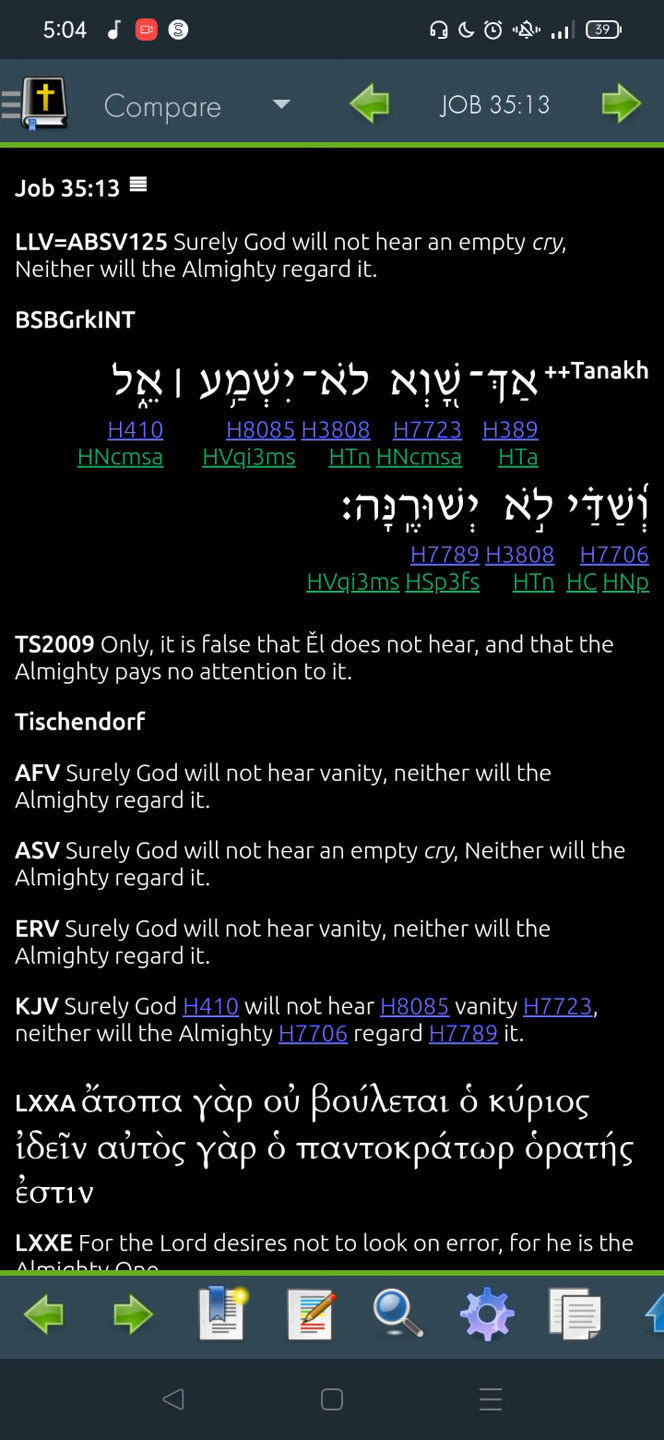 5:04
39
Compare
JOB 35:13
Job 35:13
LLV=ABSV125 Surely God will not hear an empty cry,
Neither will the Almighty regard it.
BSBGrkINT
++Tanakh אַךְ־ שָׁ֭וְא לֹא־ יִשְׁמַ֥ע ׀ אֵ֑ל
H389 H7723 H3808 H8085 H410
HTa HNcmsa HTn HVqi3ms HNcmsa
וְ֝שַׁדַּ֗י לֹ֣א יְשׁוּרֶֽנָּה׃
H7706 H3808 H7789
HC HNp HTn HVqi3ms HSp3fs
TS2009 Only, it is false that Ěl does not hear, and that the
Almighty pays no attention to it.
Tischendorf
AFV Surely God will not hear vanity, neither will the
Almighty regard it.
ASV Surely God will not hear an empty cry, Neither will the
Almighty regard it.
ERV Surely God will not hear vanity, neither will the
Almighty regard it.
KJV Surely God H410 will not hear H8085 vanity H7723,
neither will the Almighty H7706 regard H7789 it.
LXXA ἄτοπα γὰρ οὐ βούλεται ὁ κύριος
ἰδεῖν αὐτὸς γὰρ ὁ παντοκράτωρ ὁρατής
ἐστιν
LXXE For the Lord desires not to look on error, for he is the
Almighty One